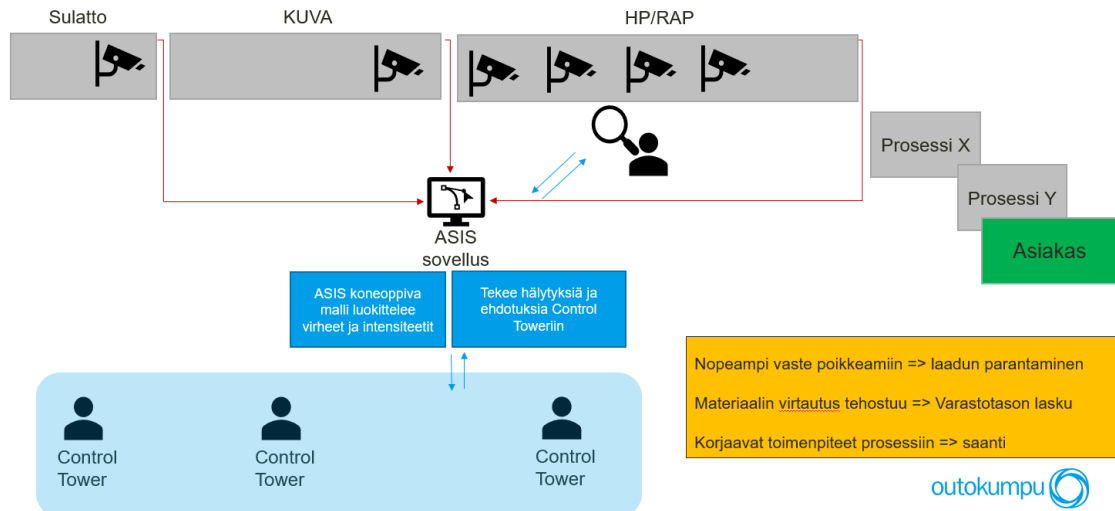 Sulatto
KUVA
HP/RAP
Prosessi X
Prosessi Y
Asiakas
ASIS
sovellus
ASIS koneoppiva
malli luokittelee
virheet ja intensiteetit
Tekee hälytyksiä ja
ehdotuksia Control
Toweriin
Nopeampi vaste poikkeamiin => laadun parantaminen
Materiaalin virtautus tehostuu => Varastotason lasku
Korjaavat toimenpiteet prosessiin => saanti
Control
Tower
Control
Tower
Control
Tower
outokumpu